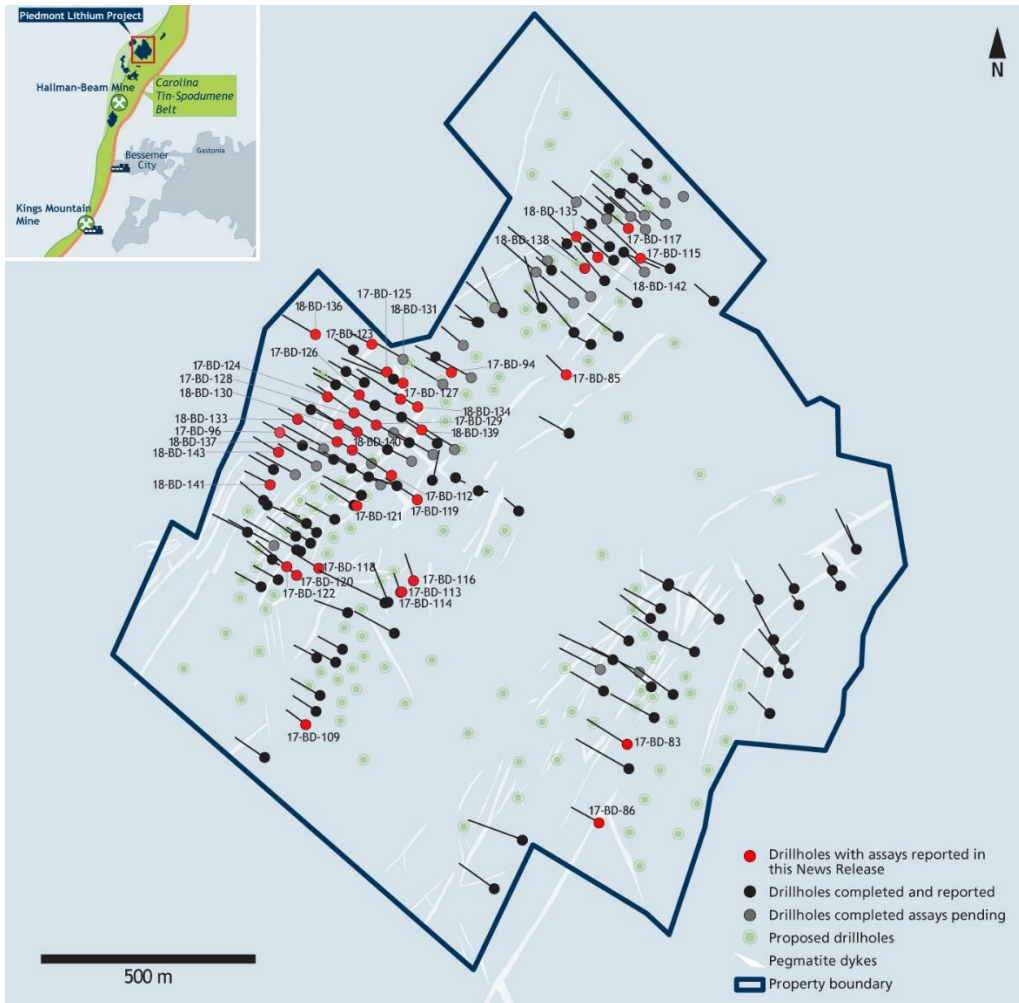 Piedmont Lithium Project
Hallman-Beam Mine
Carolina
Tin-Spodumene
Belt
Bessemer
City
Gastonia
Kings Mountain
Mine
N
18-BD-135
17-BD-117
18-BD-138
17-BD-115
18-BD-142
17-BD-125
18-BD-136
18-BD-131
17-BD-123
17-BD-126
17-BD-124
17-BD-94
17-BD-85
17-BD-128
17-BD-127
18-BD-130
18-BD-134
18-BD-133
17-BD-129
17-BD-96
18-BD-139
18-BD-137
18-BD-140
18-BD-143
18-BD-141
17-BD-112
17-BD-119
17-BD-121
17-BD-118
17-BD-116
17-BD-120
17-BD-113
17-BD-122
17-BD-114
17-BD-109
17-BD-83
17-BD-86
Drillholes with assays reported in
this News Release
Drillholes completed and reported
Drillholes completed assays pending
Proposed drillholes
Pegmatite dykes
Property boundary
500 m